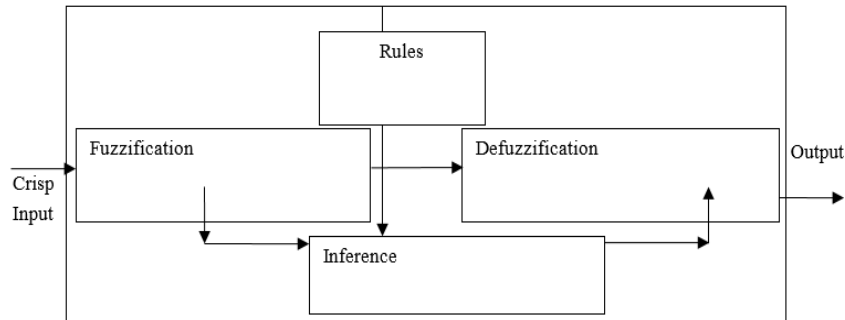 Rules
Fuzzification
Defuzzification
Output
Crisp
Input
Inference